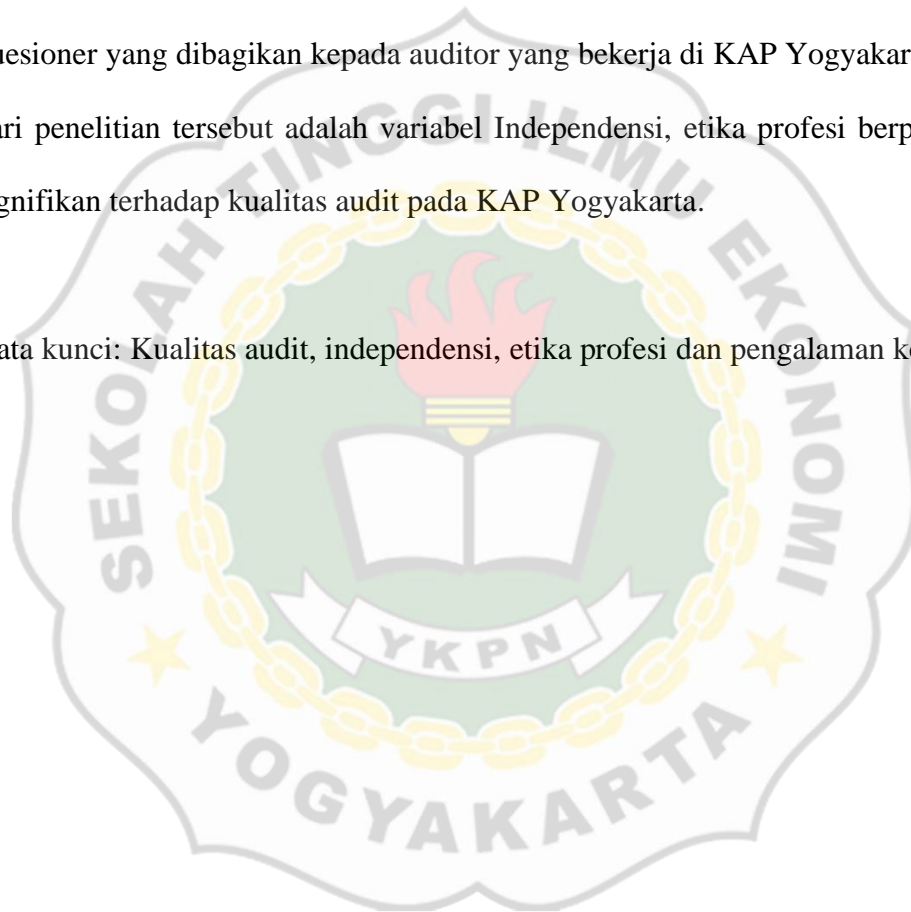 uesioner yang dibagikan kepada auditor yang bekerja di KAP Yogyakar
ari penelitian tersebut adalah variabel Independensi, etika profesi berp
gnifikan terhadap kualitas audit pada KAP Yogyakarta.
ata kunci: Kualitas audit, independensi, etika profesi dan pengalaman k
SEKOLAH TINGGI ILMU EKONOMI
YKPN
YOGYAKARTA